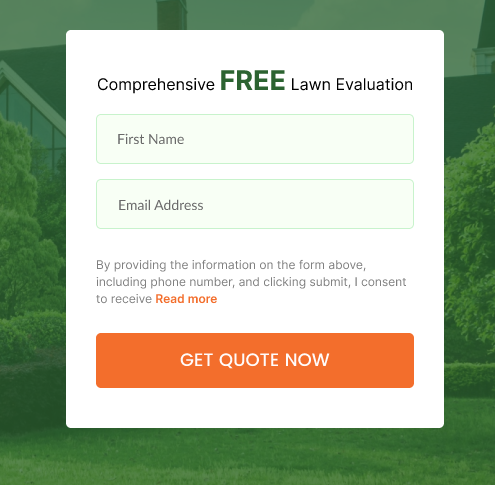 Comprehensive FREE Lawn Evaluation
First Name
Email Address
By providing the information on the form above,
including phone number, and clicking submit, I consent
to receive Read more
GET QUOTE NOW